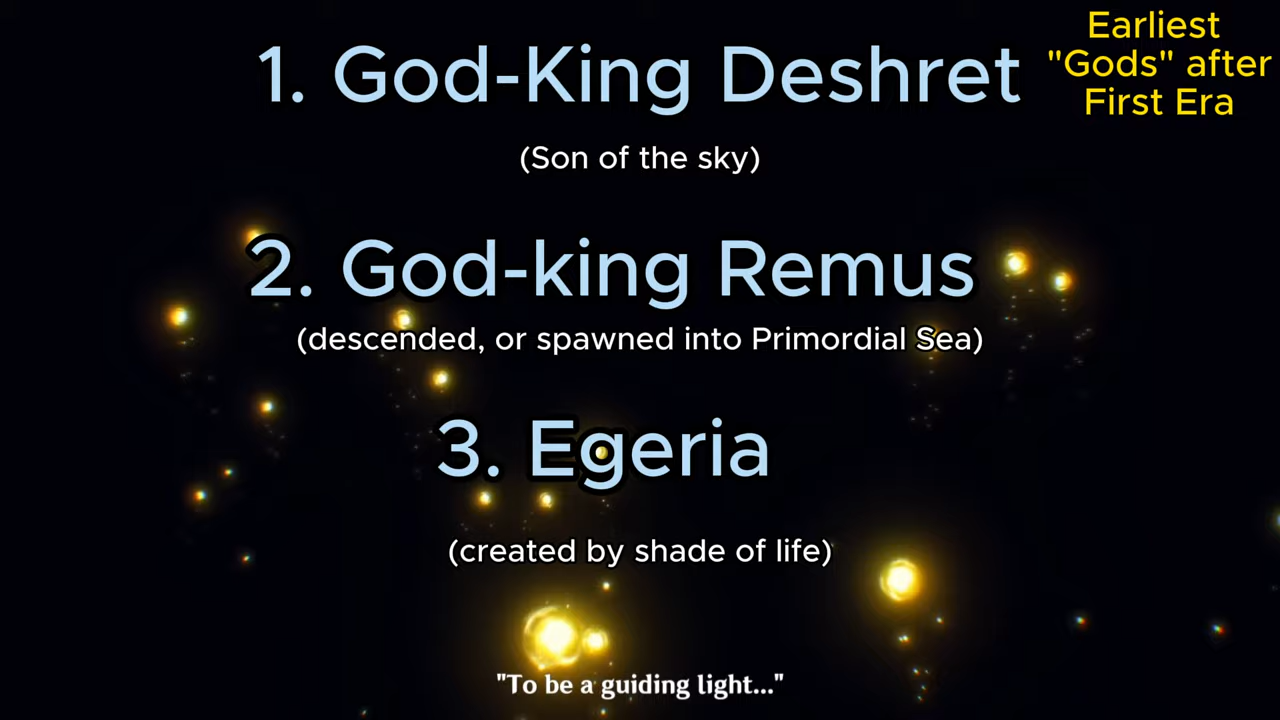 1. God-King Deshret
Earliest
"Gods" after
First Era
(Son of the sky)
2. God-king Remus
(descended, or spawned into Primordial Sea)
3. Egeria
(created by shade of life)
"To be a guiding light..."